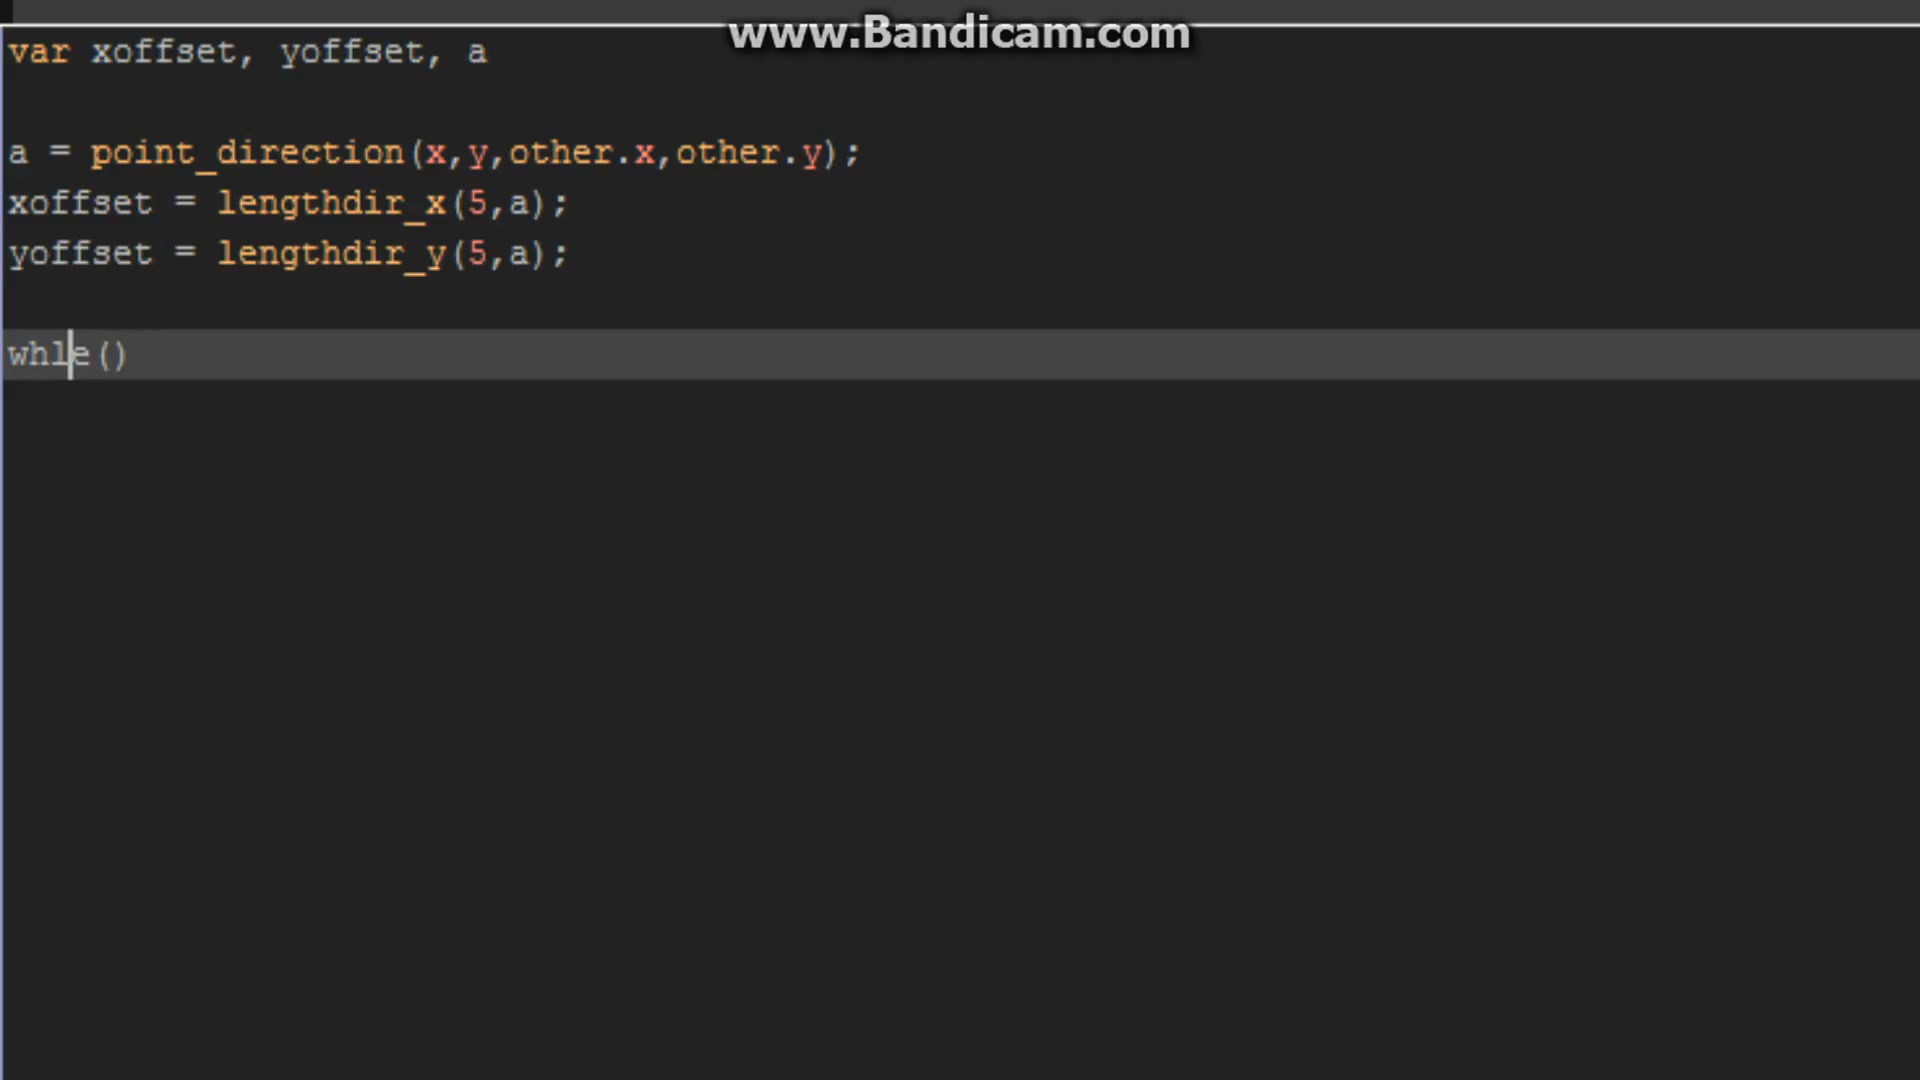 www.Bandicam.com
var xoffset, yoffset, a
a = point_direction(x,y,other.x,other.y);
xoffset = lengthdir_x(5,a);
yoffset = lengthdir_y(5,a);
whle()